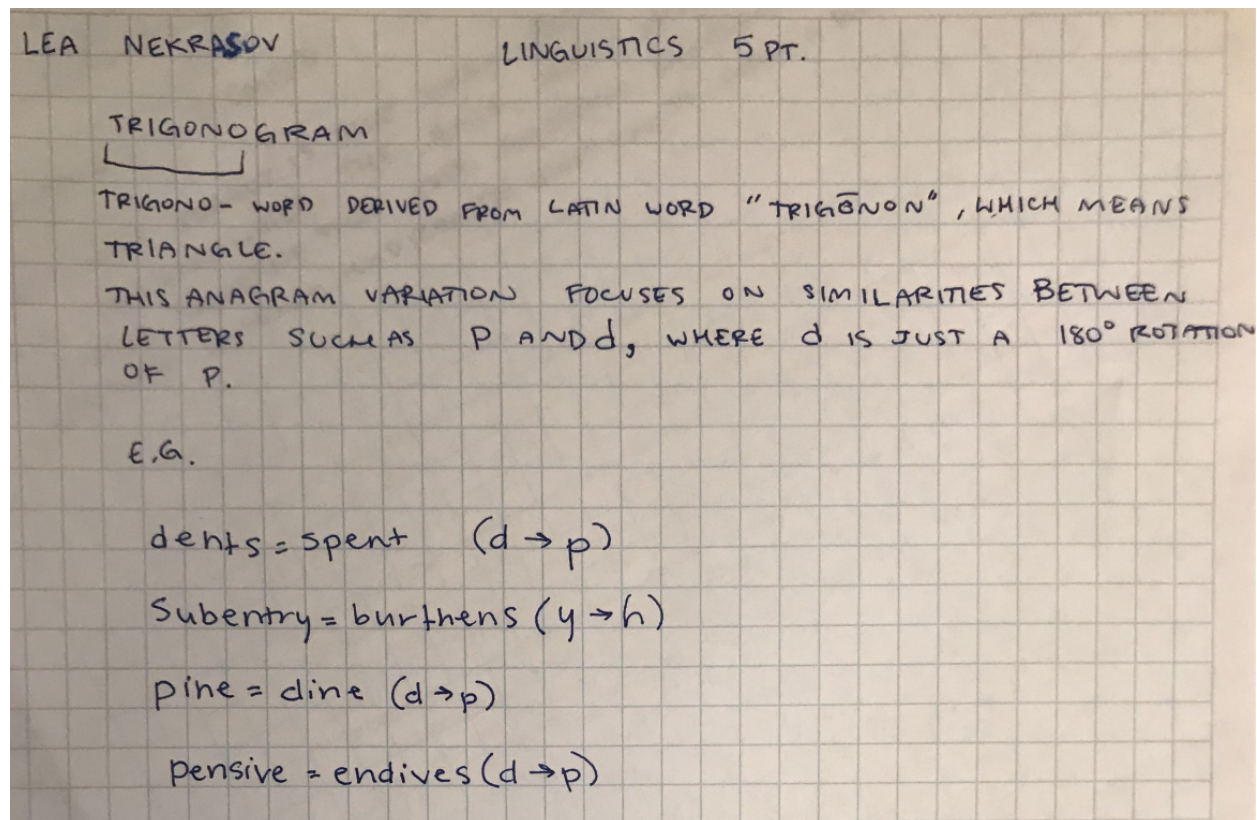 LEA NEKRASOV LINGUISTICS 5 PT.
TRIGONOGRAM
TRIGONO- WORD DERIVED FROM LATIN WORD "TRIGŌNON", WHICH MEANS
TRIANGLE.
THIS ANAGRAM VARIATION FOCUSES ON SIMILARITIES BETWEEN
LETTERS SUCH AS P AND d, WHERE d IS JUST A 180° ROTATION
OF P.
E.G.
dents = spent (d → p)
Subentry = burthens (y → h)
pine = dine (d → p)
pensive = endives (d → p)